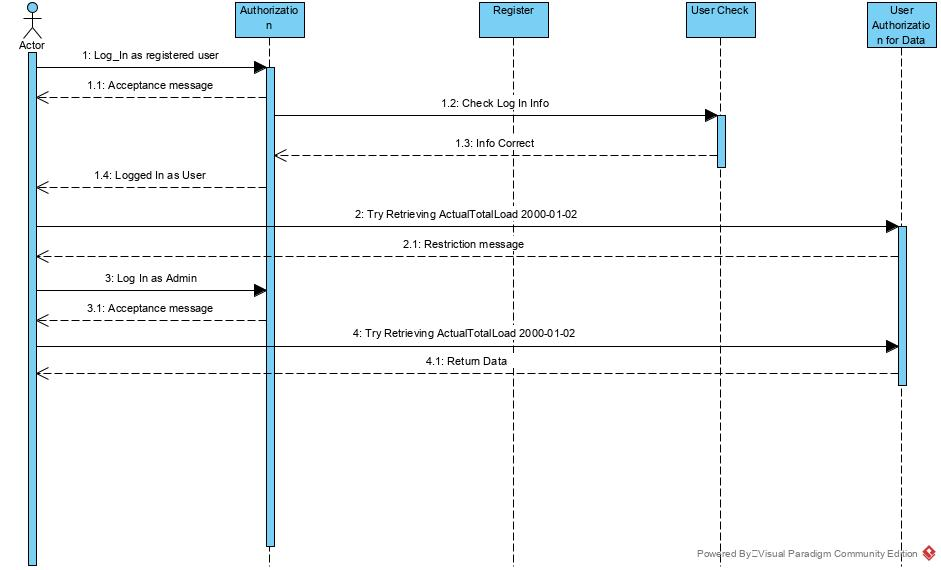 Authorizatio
n
Register
User Check
User
Authorizatio
n for Data
Actor
1: Log_In as registered user
1.1: Acceptance message
1.2: Check Log In Info
1.3: Info Correct
1.4: Logged In as User
2: Try Retrieving ActualTotalLoad 2000-01-02
2.1: Restriction message
3: Log In as Admin
3.1: Acceptance message
4: Try Retrieving ActualTotalLoad 2000-01-02
4.1: Return Data
Powered By Visual Paradigm Community Edition